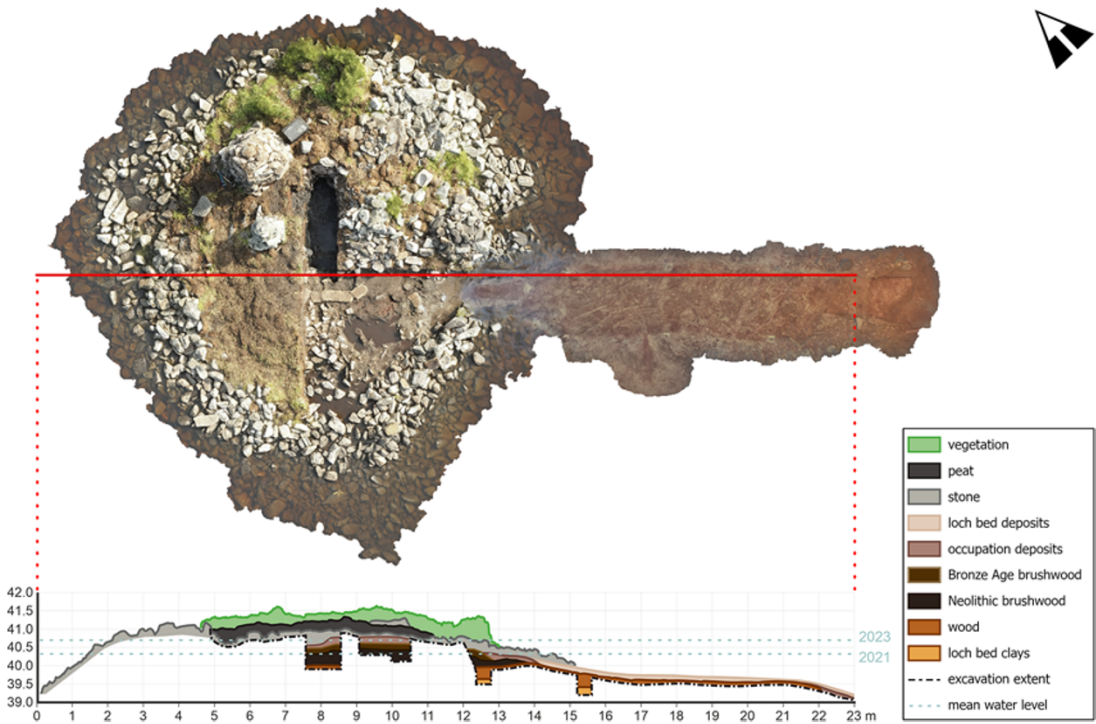 vegetation
peat
stone
loch bed deposits
occupation deposits
Bronze Age brushwood
Neolithic brushwood
wood
loch bed clays
excavation extent
mean water level
42.0
41.5
41.0
40.5
40.0
39.5
39.0
2023
2021
0 1 2 3 4 5 6 7 8 9 10 11 12 13 14 15 16 17 18 19 20 21 22 23 m